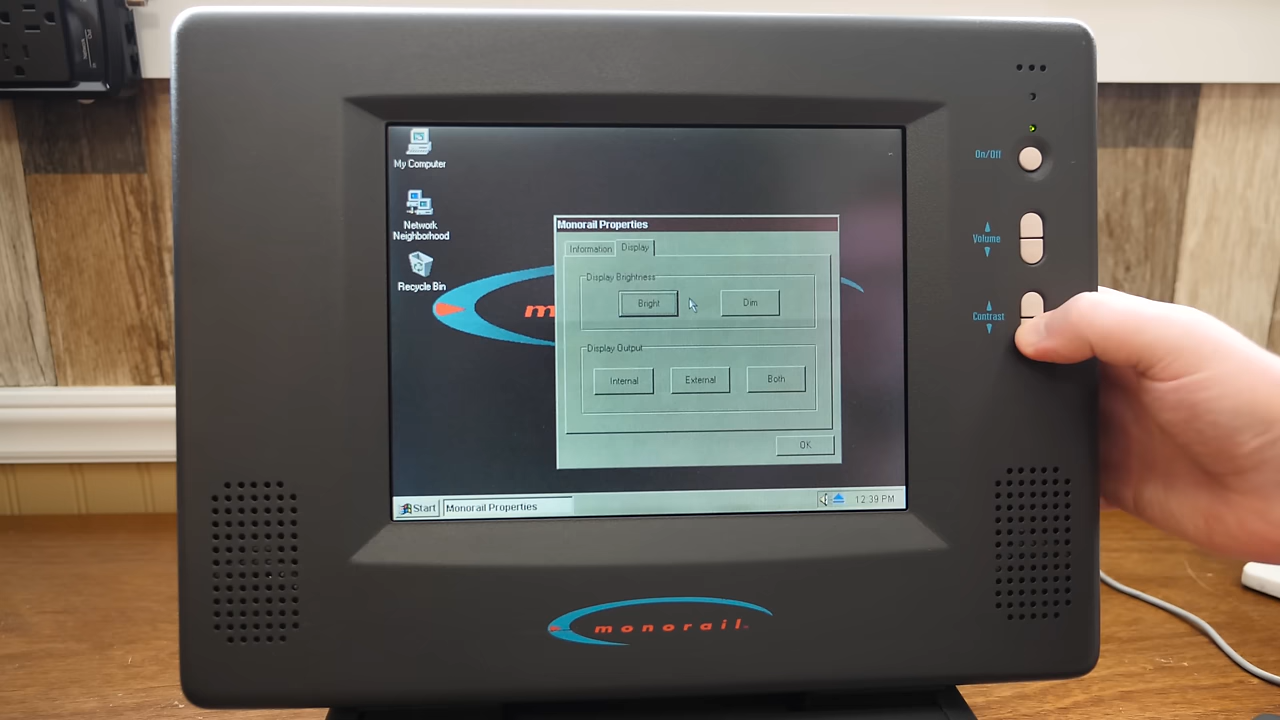 My Computer
Network
Neighborhood
Recycle Bin
m
Monorail Properties
Information
Display
Display Brightness
Bright
Dim
Display Output
Internal
External
Both
OK
Start
Monorail Properties
12:39 PM
On/Off
Volume
Contrast
monorail